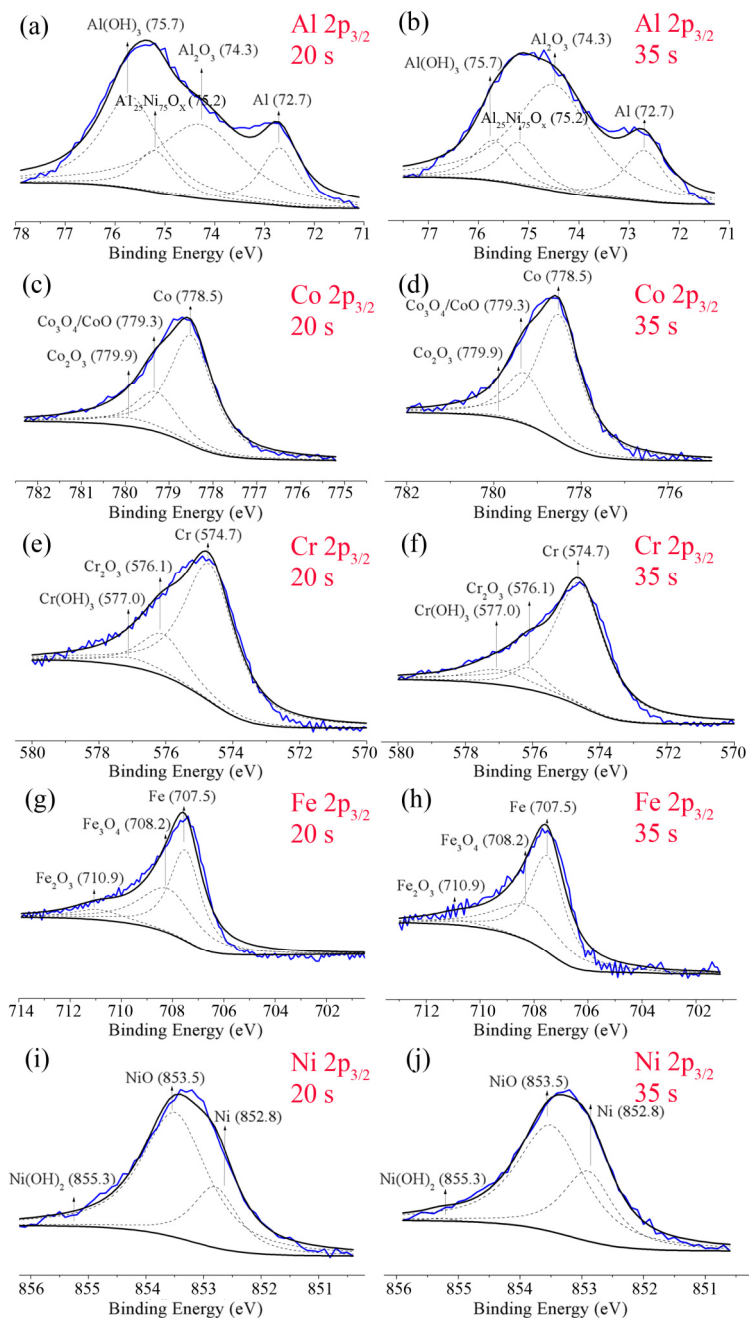 (a)
Al 2p3/2
20 s
Al(OH)3 (75.7)
Al2O3 (74.3)
Al25Ni75OX (75.2)
Al (72.7)
78 77 76 75 74 73 72 71
Binding Energy (eV)
(b)
Al 2p3/2
35 s
Al2O3 (74.3)
Al(OH)3 (75.7)
Al25Ni75Ox (75.2)
Al (72.7)
77 76 75 74 73 72 71
Binding Energy (eV)
(c)
Co 2p3/2
20 s
Co (778.5)
Co3O4/CoO (779.3)
Co2O3 (779.9)
782 781 780 779 778 777 776 775
Binding Energy (eV)
(d)
Co 2p3/2
35 s
Co (778.5)
Co3O4/CoO (779.3)
Co2O3 (779.9)
782 780 778 776
Binding Energy (eV)
(e)
Cr 2p3/2
20 s
Cr (574.7)
Cr2O3 (576.1)
Cr(OH)3 (577.0)
580 578 576 574 572 570
Binding Energy (eV)
(f)
Cr 2p3/2
35 s
Cr (574.7)
Cr2O3 (576.1)
Cr(OH)3 (577.0)
580 578 576 574 572 570
Binding Energy (eV)
(g)
Fe 2p3/2
20 s
Fe (707.5)
Fe3O4 (708.2)
Fe2O3 (710.9)
714 712 710 708 706 704 702
Binding Energy (eV)
(h)
Fe 2p3/2
35 s
Fe (707.5)
Fe3O4 (708.2)
Fe2O3 (710.9)
712 710 708 706 704 702
Binding Energy (eV)
(i)
Ni 2p3/2
20 s
NiO (853.5)
Ni (852.8)
Ni(OH)2 (855.3)
856 855 854 853 852 851
Binding Energy (eV)
(j)
Ni 2p3/2
35 s
NiO (853.5)
Ni (852.8)
Ni(OH)2 (855.3)
856 855 854 853 852 851
Binding Energy (eV)